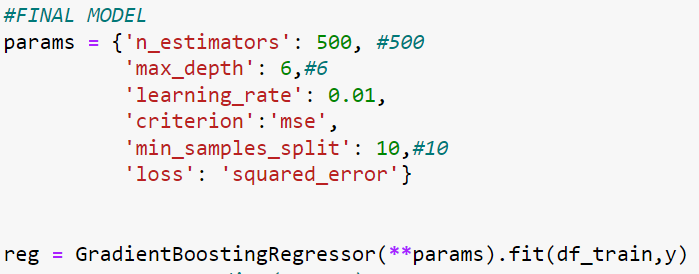 #FINAL MODEL
params = {'n_estimators': 500, #500
'max_depth': 6,#6
'learning_rate': 0.01,
'criterion':'mse',
'min_samples_split': 10,#10
'loss': 'squared_error'}
reg = GradientBoostingRegressor(**params).fit(df_train,y)